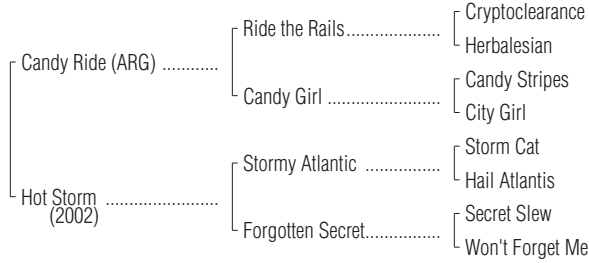 Cryptoclearance
Ride the Rails....................
Herbalesian
Candy Ride (ARG) ............
Candy Stripes
Candy Girl ........................
City Girl
Storm Cat
Stormy Atlantic ................
Hail Atlantis
Hot Storm ........................
(2002)
Secret Slew
Forgotten Secret................
Won't Forget Me